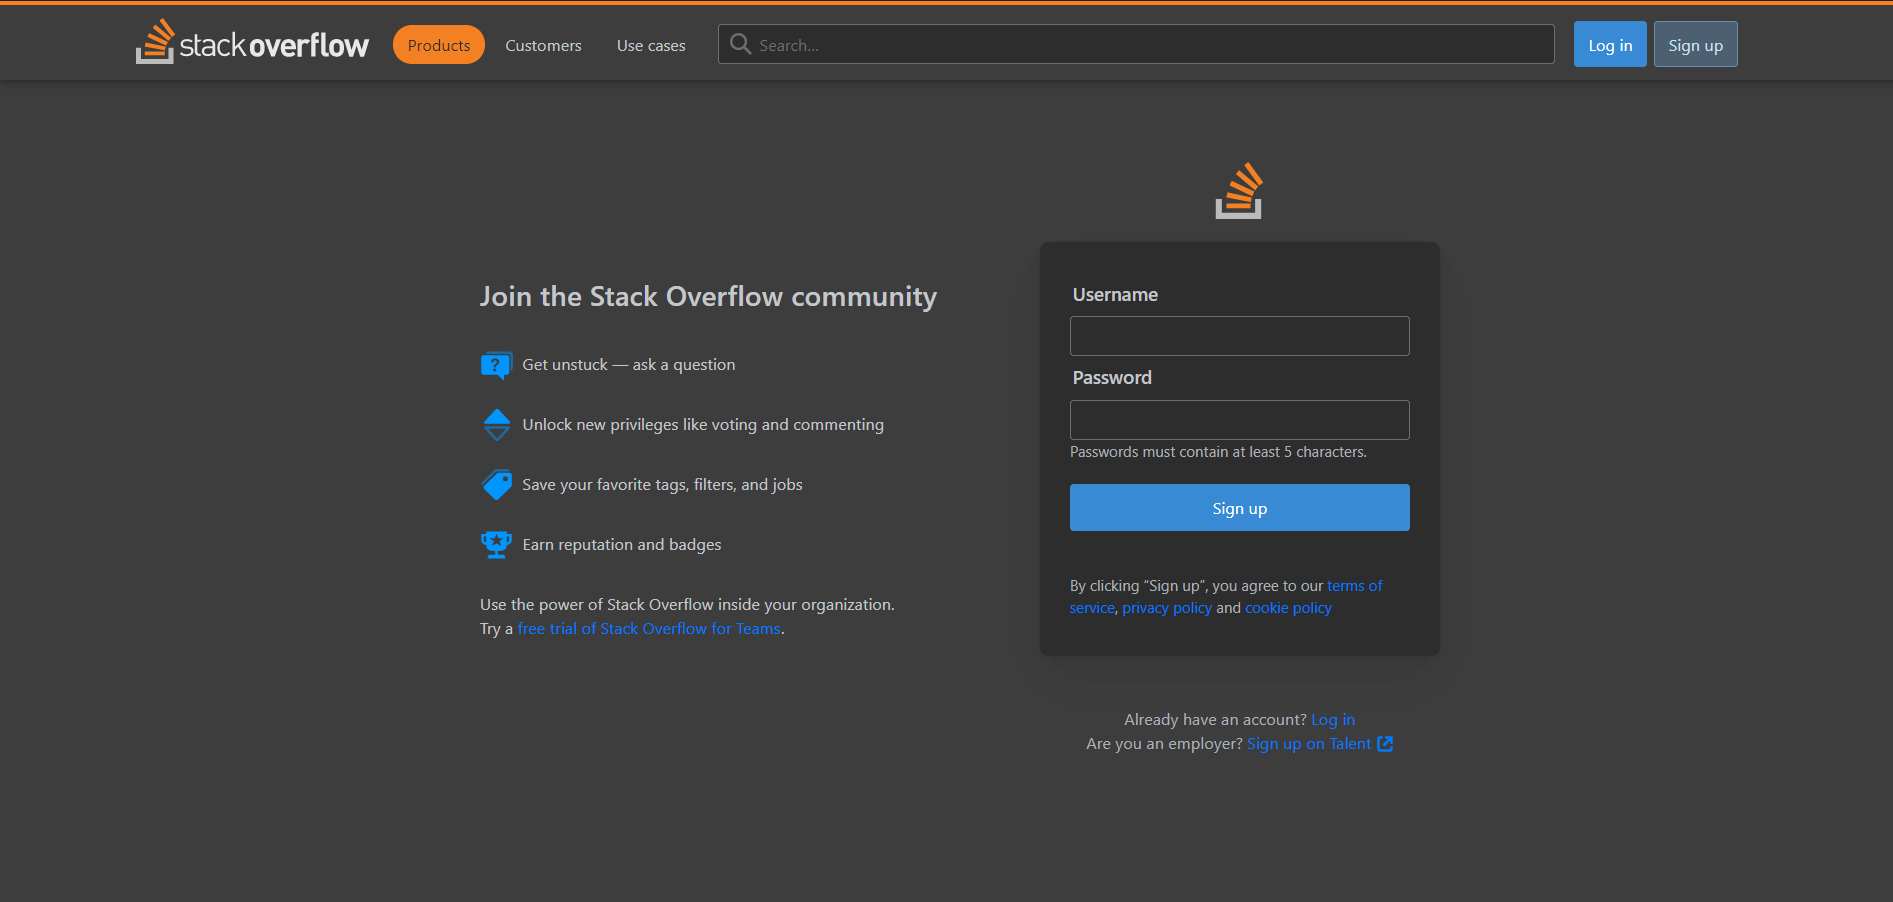 stackoverflow Products Customers Use cases Search... Log in Sign up
Join the Stack Overflow community
Get unstuck — ask a question
Unlock new privileges like voting and commenting
Save your favorite tags, filters, and jobs
Earn reputation and badges
Use the power of Stack Overflow inside your organization.
Try a free trial of Stack Overflow for Teams.
Username
Password
Passwords must contain at least 5 characters.
Sign up
By clicking “Sign up”, you agree to our terms of
service, privacy policy and cookie policy
Already have an account? Log in
Are you an employer? Sign up on Talent